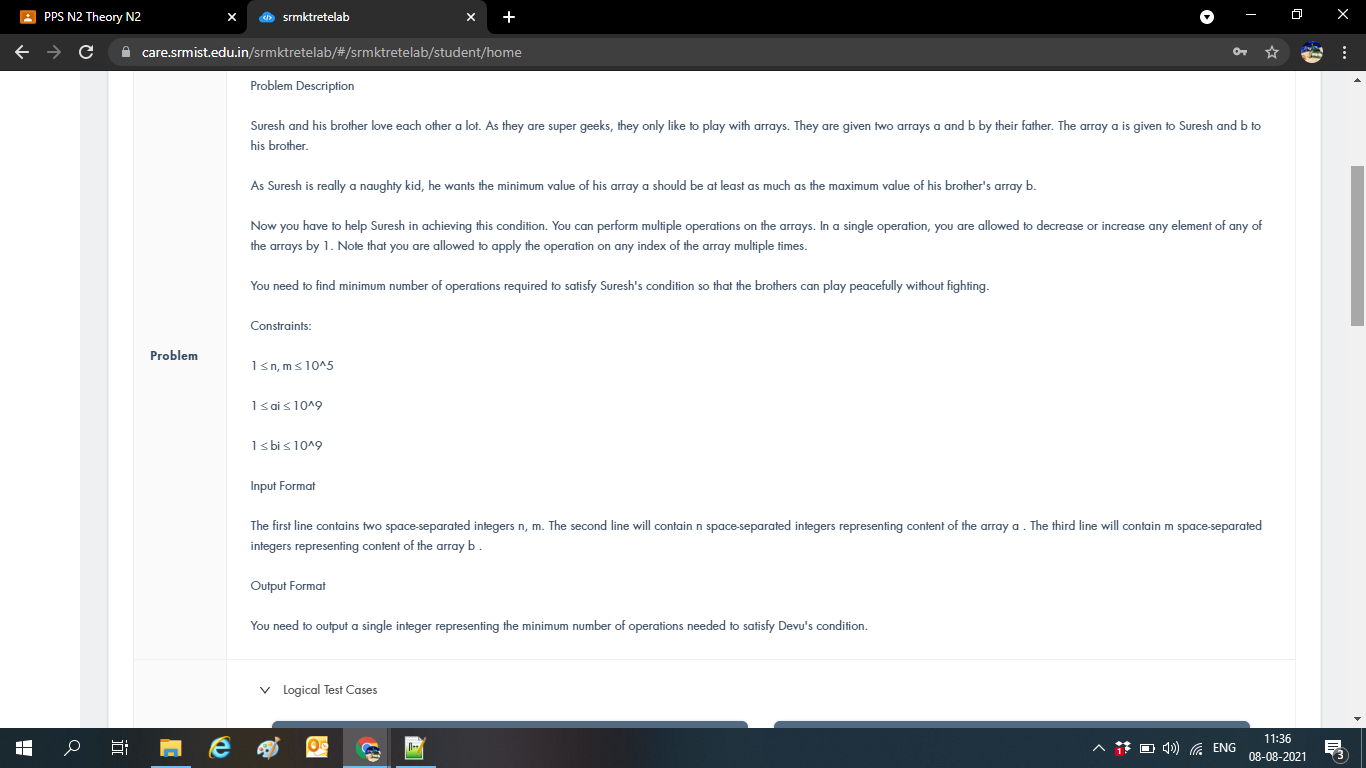 PPS N2 Theory N2
srmktretelab
care.srmist.edu.in/srmktretelab/#/srmktretelab/student/home
Problem Description
Suresh and his brother love each other a lot. As they are super geeks, they only like to play with arrays. They are given two arrays a and b by their father. The array a is given to Suresh and b to
his brother.
As Suresh is really a naughty kid, he wants the minimum value of his array a should be at least as much as the maximum value of his brother's array b.
Now you have to help Suresh in achieving this condition. You can perform multiple operations on the arrays. In a single operation, you are allowed to decrease or increase any element of any of
the arrays by 1. Note that you are allowed to apply the operation on any index of the array multiple times.
You need to find minimum number of operations required to satisfy Suresh's condition so that the brothers can play peacefully without fighting.
Constraints:
Problem
1 ≤ n, m ≤ 10^5
1 ≤ ai ≤ 10^9
1 ≤ bi ≤ 10^9
Input Format
The first line contains two space-separated integers n, m. The second line will contain n space-separated integers representing content of the array a . The third line will contain m space-separated
integers representing content of the array b .
Output Format
You need to output a single integer representing the minimum number of operations needed to satisfy Devu's condition.
Logical Test Cases
ENG
11:36
08-08-2021
3